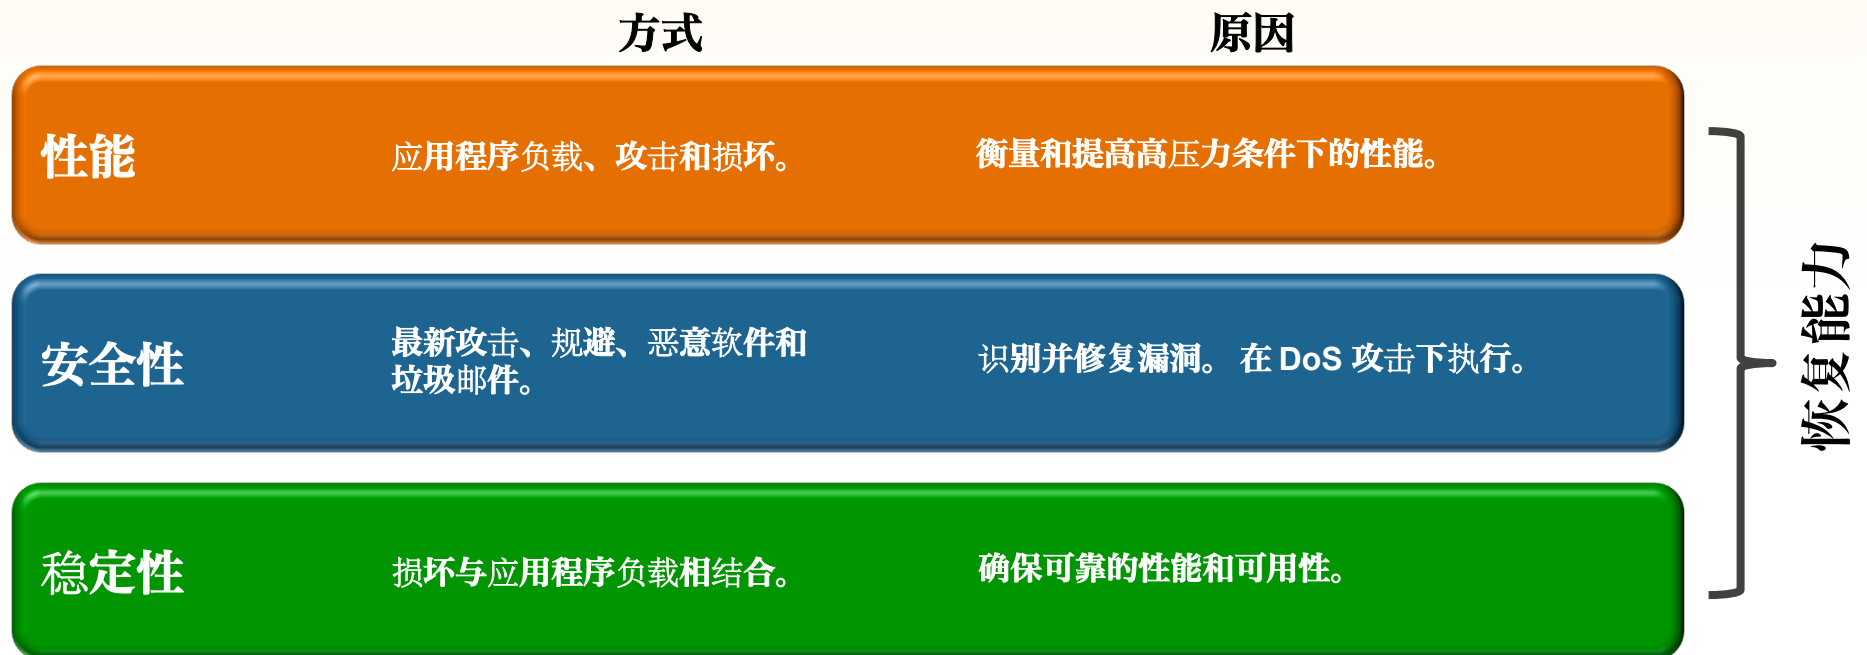 方式
原因
性能
应用程序负载、攻击和损坏。
衡量和提高高压力条件下的性能。
安全性
最新攻击、规避、恶意软件和
垃圾邮件。
识别并修复漏洞。 在 DoS 攻击下执行。
稳定性
损坏与应用程序负载相结合。
确保可靠的性能和可用性。
恢复能力